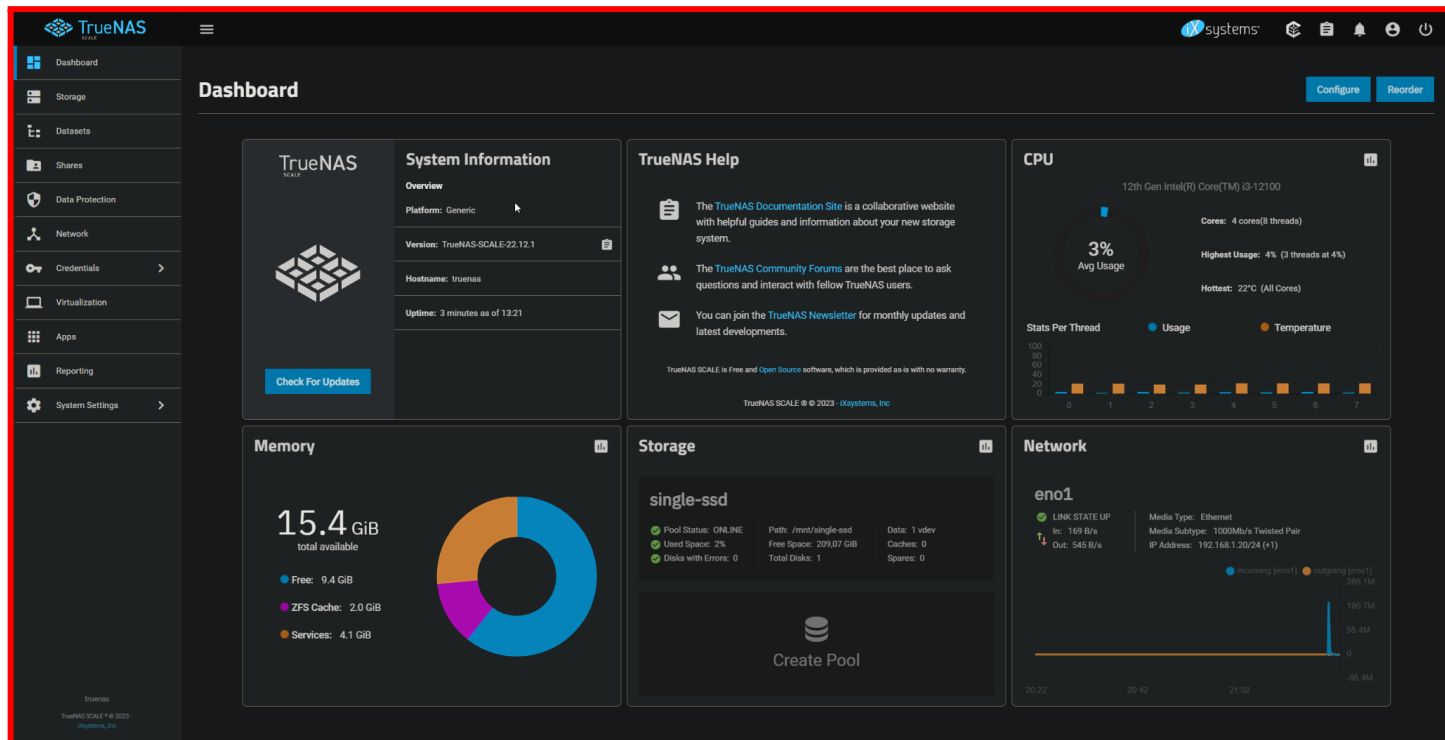 TrueNAS
SCALE
iXsystems
Dashboard
Storage
Datasets
Shares
Data Protection
Network
Credentials
Virtualization
Apps
Reporting
System Settings
truenas
TrueNAS SCALE ® © 2023 -
iXsystems, Inc
Dashboard
Configure
Reorder
TrueNAS
SCALE
Check For Updates
System Information
Overview
Platform: Generic
Version: TrueNAS-SCALE-22.12.1
Hostname: truenas
Uptime: 3 minutes as of 13:21
TrueNAS Help
The TrueNAS Documentation Site is a collaborative website
with helpful guides and information about your new storage
system.
The TrueNAS Community Forums are the best place to ask
questions and interact with fellow TrueNAS users.
You can join the TrueNAS Newsletter for monthly updates and
latest developments.
TrueNAS SCALE is Free and Open Source software, which is provided as-is with no warranty.
TrueNAS SCALE ® © 2023 - iXsystems, Inc
CPU
12th Gen Intel(R) Core(TM) i3-12100
3%
Avg Usage
Cores: 4 cores(8 threads)
Highest Usage: 4% (3 threads at 4%)
Hottest: 22°C (All Cores)
Stats Per Thread
Usage
Temperature
100
80
60
40
20
0
0 1 2 3 4 5 6 7
Memory
15.4 GiB
total available
Free: 9.4 GiB
ZFS Cache: 2.0 GiB
Services: 4.1 GiB
Storage
single-ssd
Pool Status: ONLINE
Used Space: 2%
Disks with Errors: 0
Path: /mnt/single-ssd
Free Space: 209,07 GiB
Total Disks: 1
Data: 1 vdev
Caches: 0
Spares: 0
Create Pool
Network
eno1
LINK STATE UP
In: 169 B/s
Out: 545 B/s
Media Type: Ethernet
Media Subtype: 1000Mb/s Twisted Pair
IP Address: 192.168.1.20/24 (+1)
incoming [eno1]
outgoing [eno1]
286.1M
190.7M
95.4M
0
-95.4M
20:22 20:42 21:02